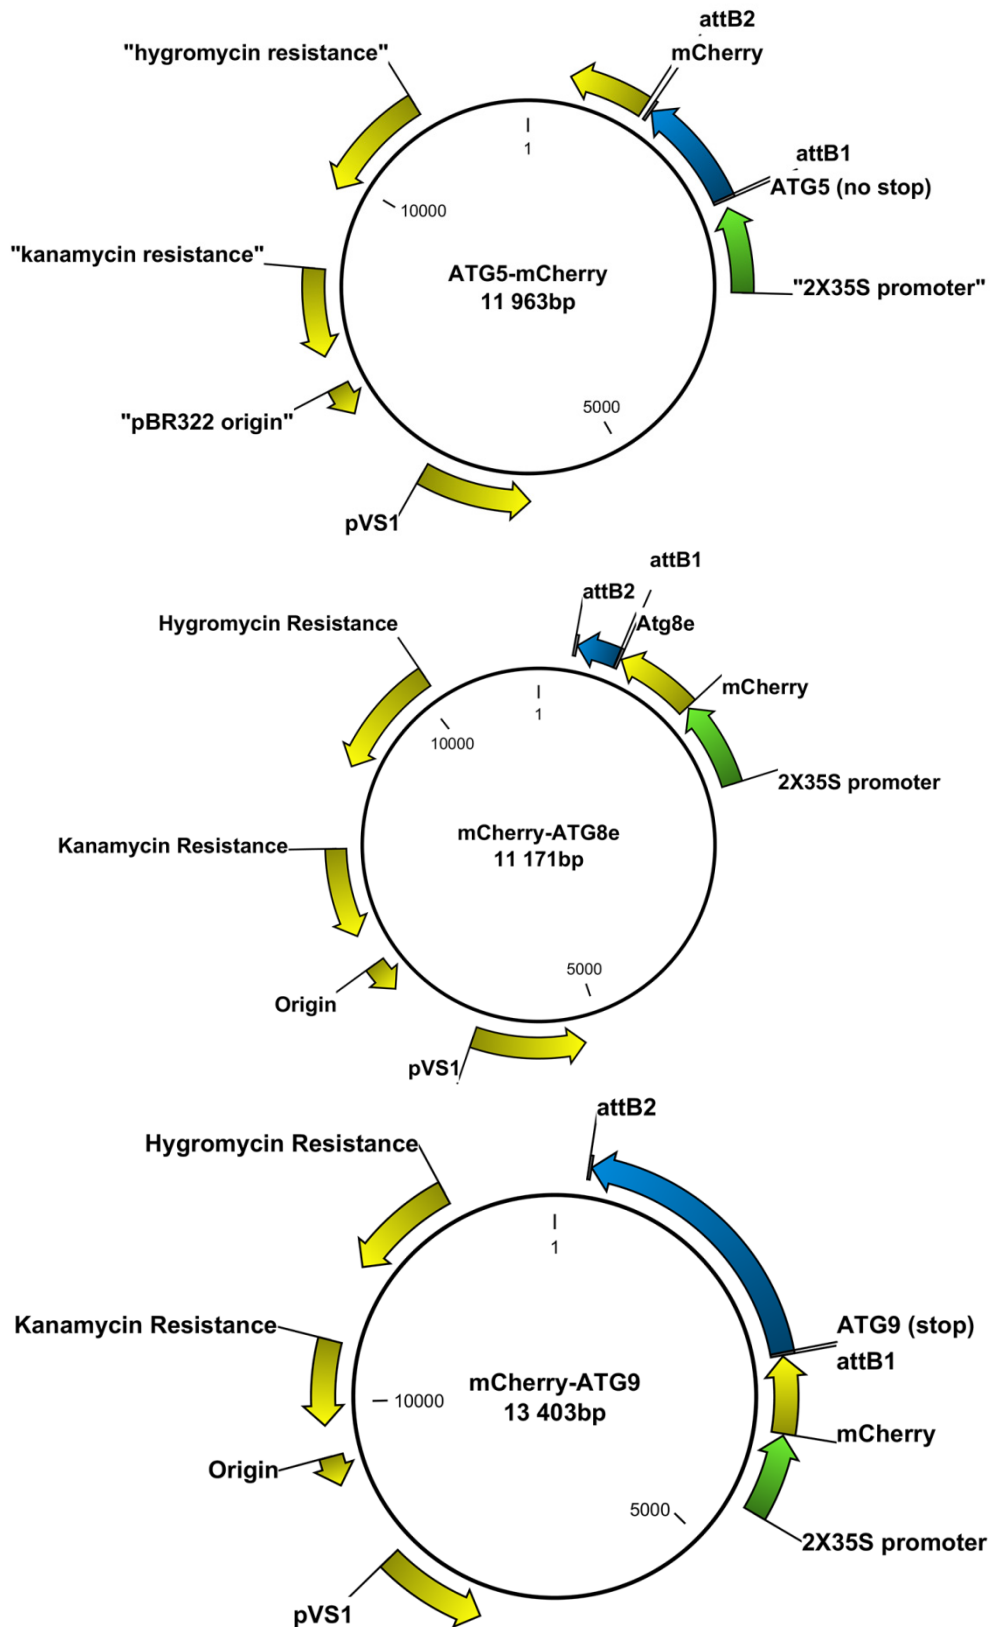 attB2
"hygromycin resistance"
mCherry
1
attB1
ATG5 (no stop)
10000
"kanamycin resistance"
ATG5-mCherry
11 963bp
"2X35S promoter"
5000
"pBR322 origin"
pVS1
attB1
attB2
Hygromycin Resistance
Atg8e
mCherry
1
10000
2X35S promoter
mCherry-ATG8e
11 171bp
Kanamycin Resistance
5000
Origin
pVS1
attB2
Hygromycin Resistance
1
Kanamycin Resistance
ATG9 (stop)
attB1
mCherry-ATG9
13 403bp
10000
mCherry
Origin
5000
2X35S promoter
pVS1